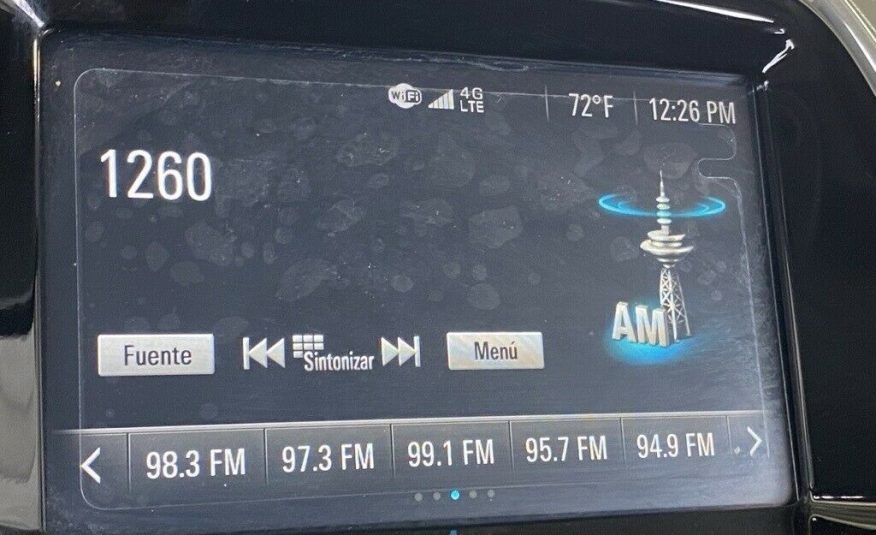 WiFi 4G LTE 72°F 12:26 PM
1260
AM
Fuente Sintonizar Menú
98.3 FM 97.3 FM 99.1 FM 95.7 FM 94.9 FM